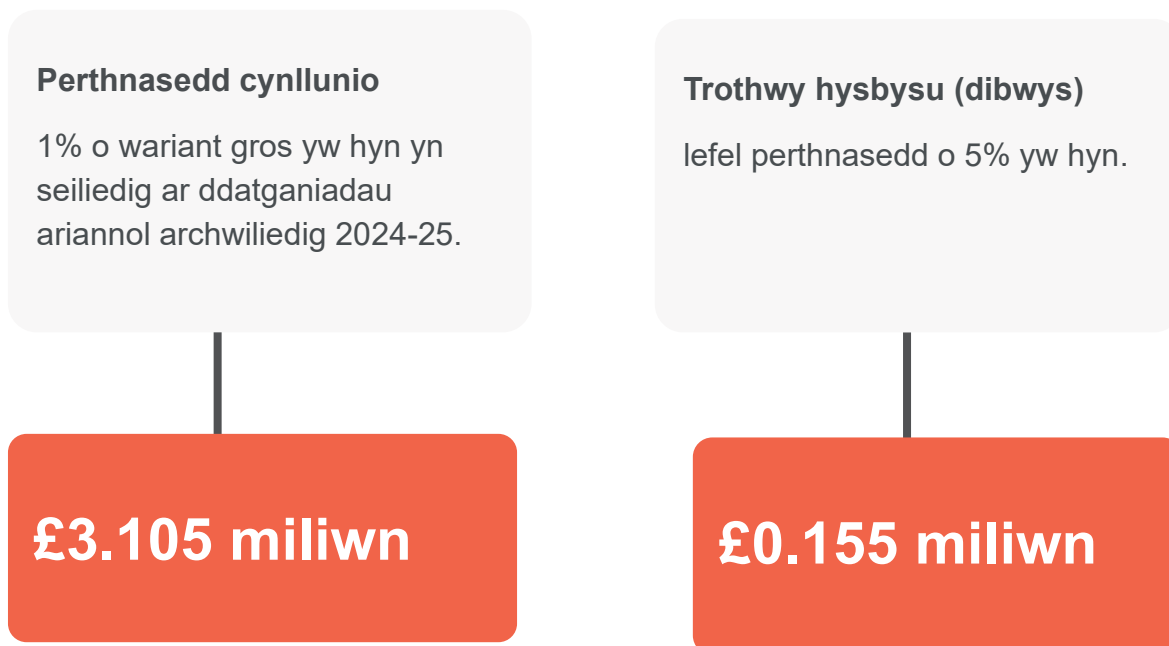 Perthnasedd cynllunio
1% o wariant gros yw hyn yn
seiliedig ar ddatganiadau
ariannol archwiliedig 2024-25.
£3.105 miliwn
Trothwy hysbysu (dibwys)
lefel perthnasedd o 5% yw hyn.
£0.155 miliwn